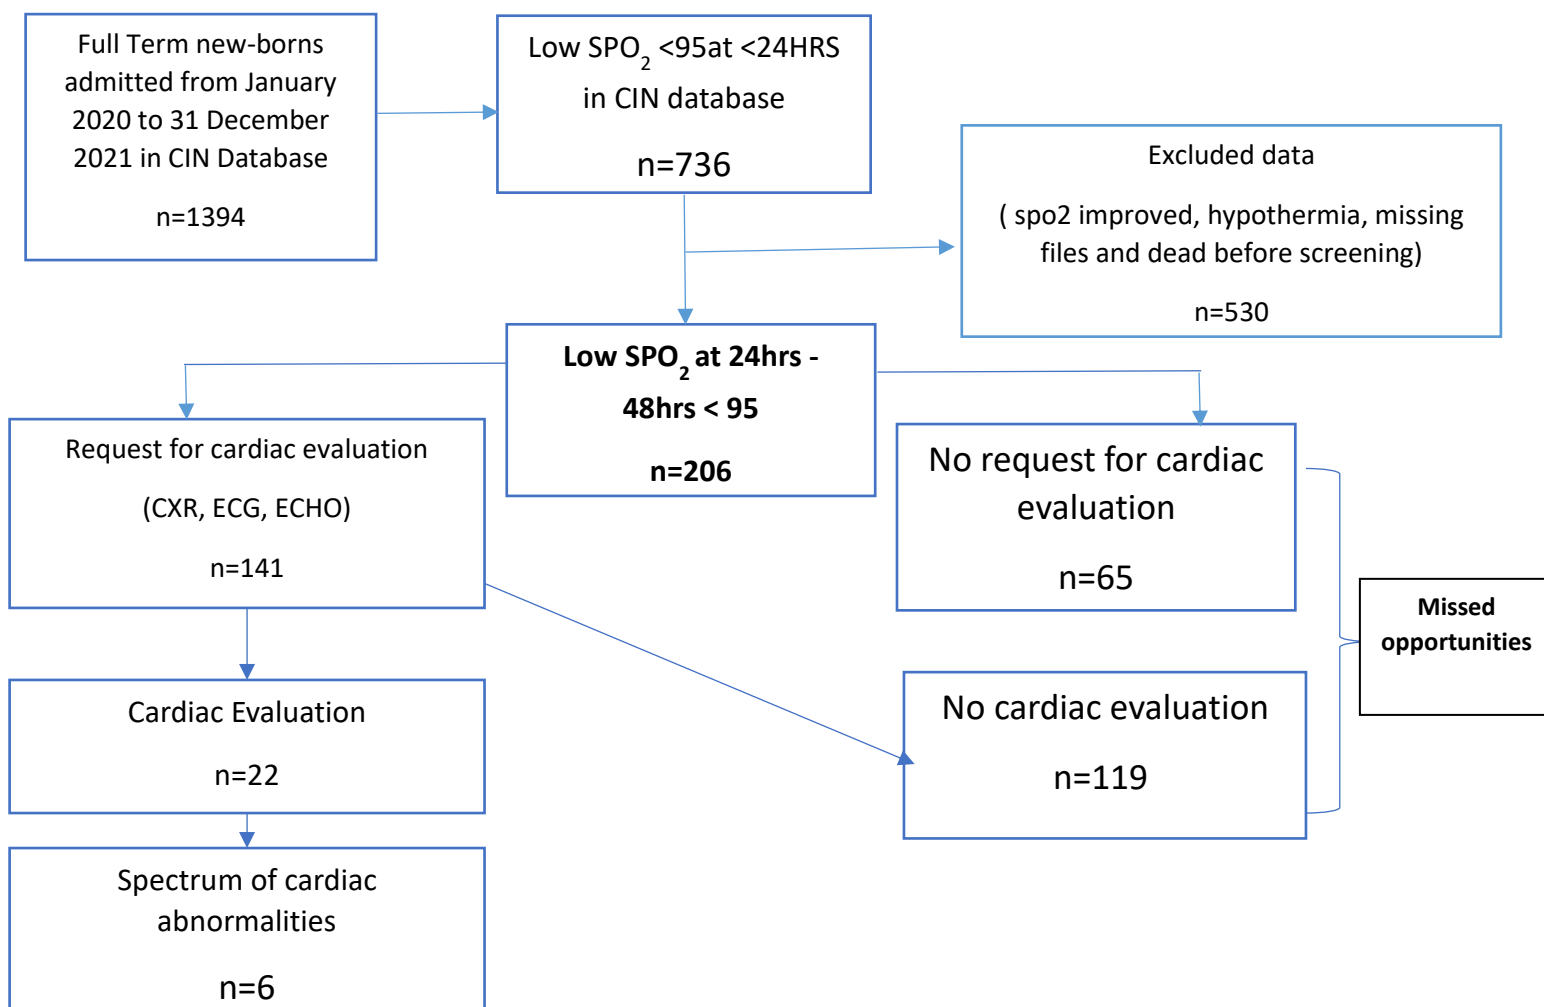 Full Term new-borns
admitted from January
2020 to 31 December
2021 in CIN Database
n=1394
Low SPO2 <95at <24HRS
in CIN database
n=736
Excluded data
( spo2 improved, hypothermia, missing
files and dead before screening)
n=530
Low SPO2 at 24hrs -
48hrs < 95
n=206
Request for cardiac evaluation
(CXR, ECG, ECHO)
n=141
No request for cardiac
evaluation
n=65
Missed
opportunities
Cardiac Evaluation
n=22
No cardiac evaluation
n=119
Spectrum of cardiac
abnormalities
n=6